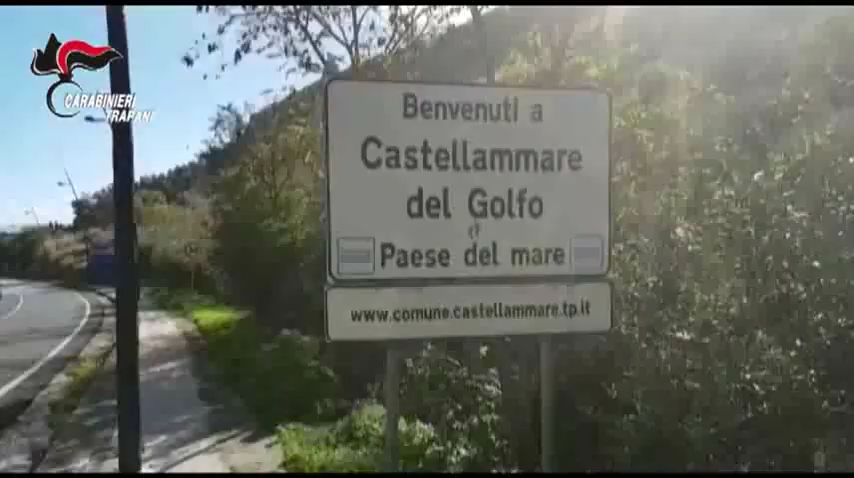 CARABINIERI
TRAPANI
Benvenuti a
Castellammare
del Golfo
Paese del mare
www.comune.castellammare.tp.it